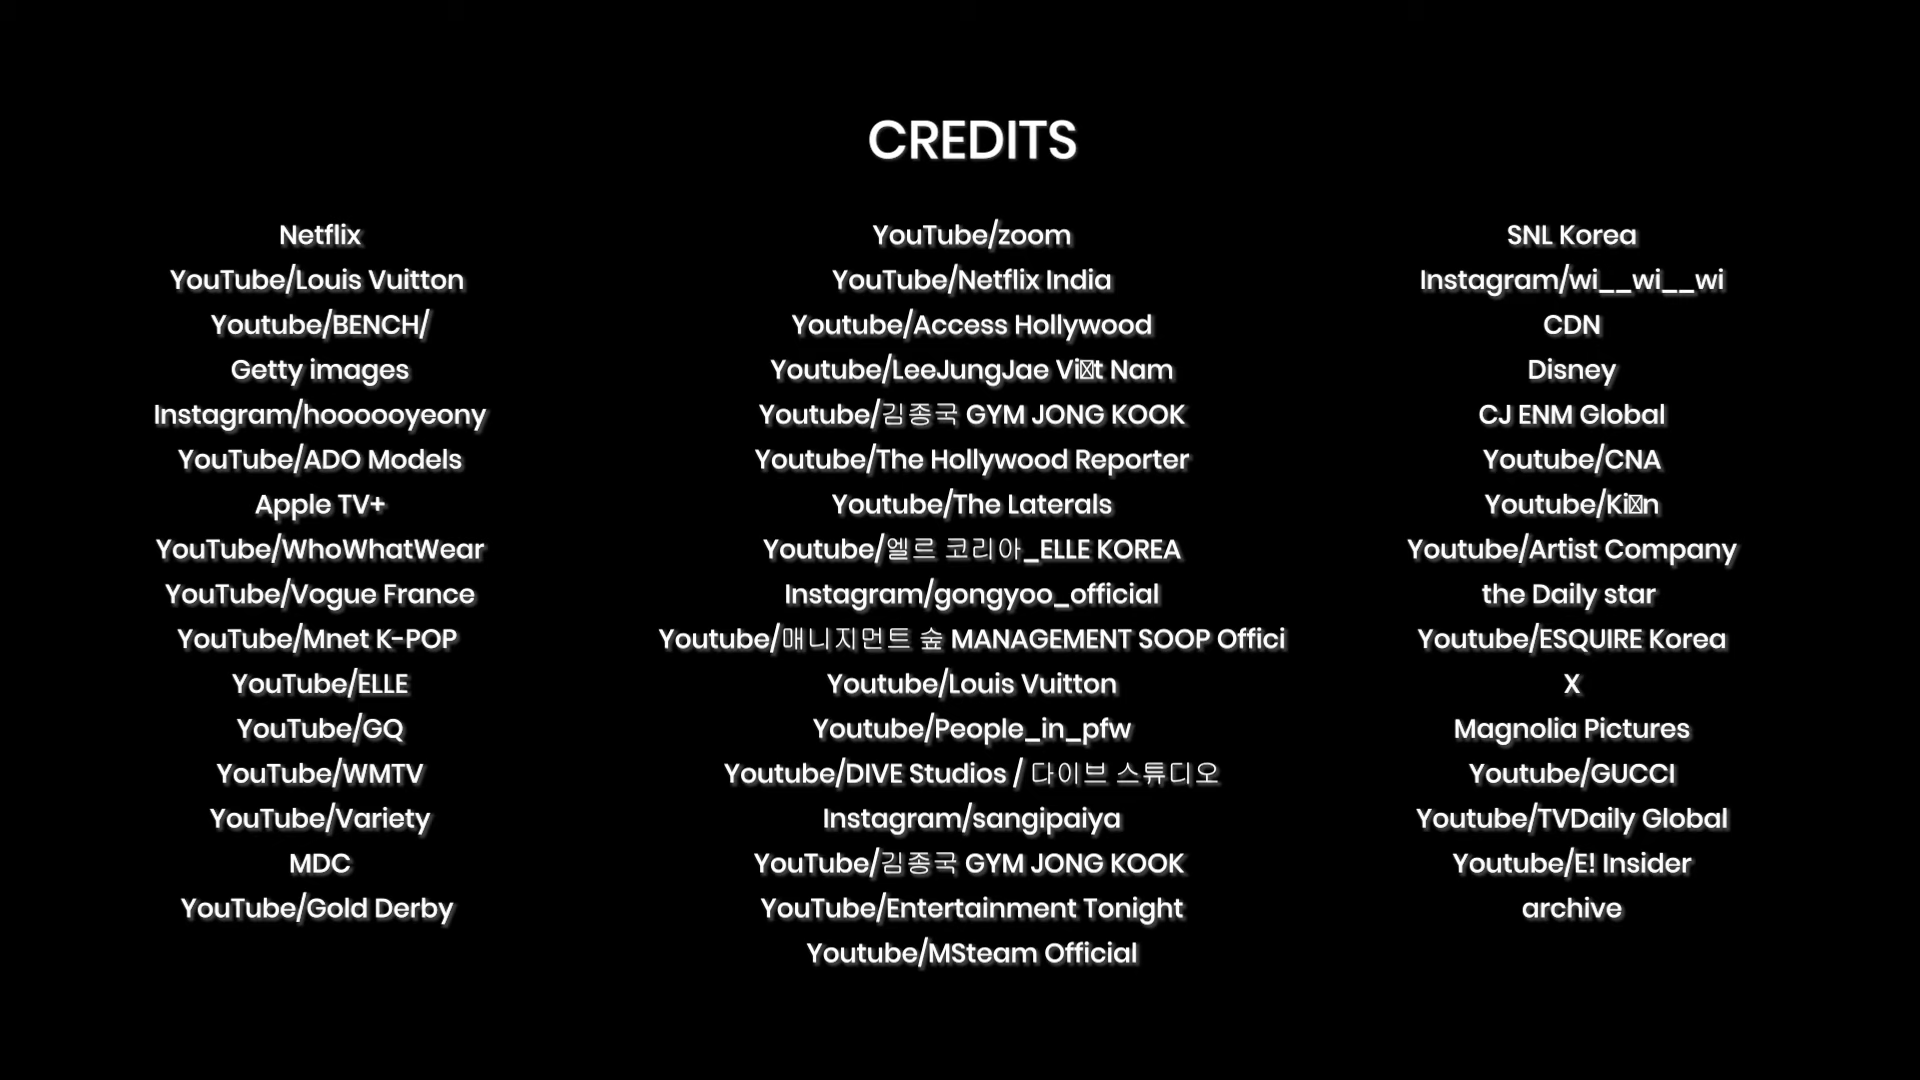 CREDITS
Netflix
YouTube/Louis Vuitton
Youtube/BENCH/
Getty images
Instagram/hoooooyeony
YouTube/ADO Models
Apple TV+
YouTube/WhoWhatWear
YouTube/Vogue France
YouTube/Mnet K-POP
YouTube/ELLE
YouTube/GQ
YouTube/WMTV
YouTube/Variety
MDC
YouTube/Gold Derby
YouTube/zoom
YouTube/Netflix India
Youtube/Access Hollywood
Youtube/LeeJungJae Vi☒t Nam
Youtube/김종국 GYM JONG KOOK
Youtube/The Hollywood Reporter
Youtube/The Laterals
Youtube/엘르 코리아_ELLE KOREA
Instagram/gongyoo_official
Youtube/매니지먼트 숲 MANAGEMENT SOOP Offici
Youtube/Louis Vuitton
Youtube/People_in_pfw
Youtube/DIVE Studios / 다이브 스튜디오
Instagram/sangipaiya
YouTube/김종국 GYM JONG KOOK
YouTube/Entertainment Tonight
Youtube/MSteam Official
SNL Korea
Instagram/wi__wi__wi
CDN
Disney
CJ ENM Global
Youtube/CNA
Youtube/Ki☒n
Youtube/Artist Company
the Daily star
Youtube/ESQUIRE Korea
X
Magnolia Pictures
Youtube/GUCCI
Youtube/TVDaily Global
Youtube/E! Insider
archive